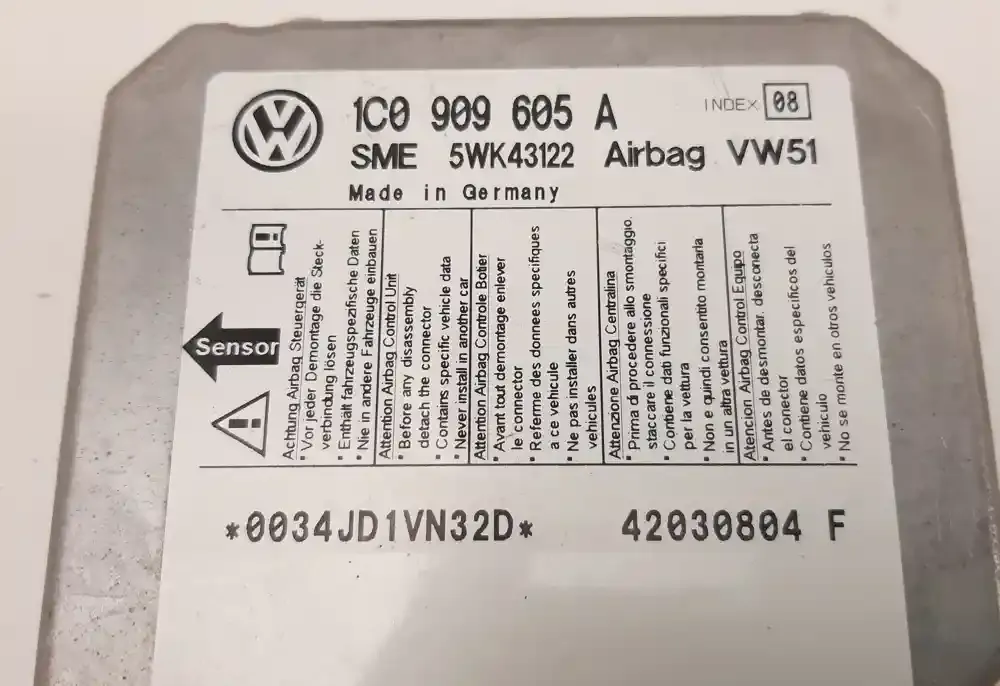 1C0 909 605 A
INDEX 08
SME 5WK43122 Airbag VW51
Made in Germany
Sensor
Achtung Airbag Steuergerät
• Vor jeder Demontage die Steck-
verbindung lösen
• Enthält fahrzeugspezifische Daten
• Nie in andere Fahrzeuge einbauen
Attention Airbag Control Unit
• Before any disassembly
detach the connector
• Contains specific vehicle data
• Never install in another car
Attention Airbag Controle Botier
• Avant tout demontage enlever
le connector
• Referme des donnees specifiques
a ce vehicule
• Ne pas installer dans autres
vehicules
Attenzione Airbag Centralina
• Prima di procedere allo smontaggio.
staccare il connessione
• Contiene dab funzionali specifici
per la vettura
• Non e quindi consentito montarla
in un altra vettura
Atencion Airbag Control Equipo
• Antes de desmontar. desconecta
el conector
• Contiene datos especificos del
vehiculo
• No se monte en otros vehiculos
*0034JD1VN32D* 42030804 F